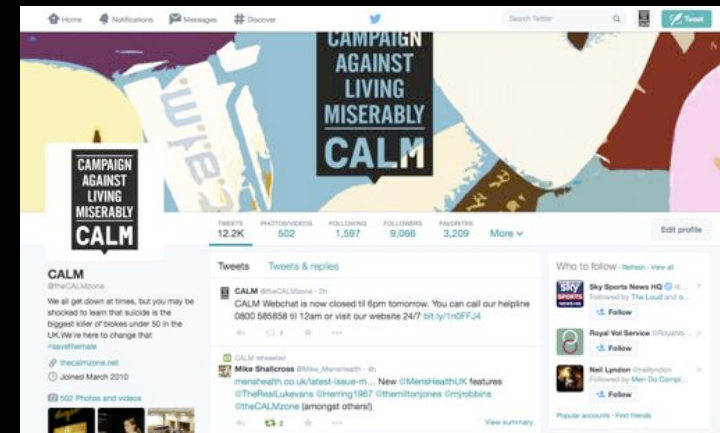 Home Notifications Messages # Discover Search Twitter Tweet
CAMPAIGN
AGAINST
LIVING
MISERABLY
CALM
CAMPAIGN
AGAINST
LIVING
MISERABLY
CALM
TWEETS PHOTOS/VIDEOS FOLLOWING FOLLOWERS FAVORITES
12.2K 502 1,597 9,066 3,209 More Edit profile
CALM
@theCALMzone
We all get down at times, but you may be
shocked to learn that suicide is the
biggest killer of blokes under 50 in the
UK.We're here to change that
#savethemale
thecalmzone.net
Joined March 2010
502 Photos and videos
Tweets Tweets & replies
CALM @theCALMzone · 2h
CALM Webchat is now closed til 6pm tomorrow. You can call our helpline
0800 585858 til 12am or visit our website 24/7 bit.ly/1n0FFJ4
CALM retweeted
Mike Shallcross @Mike_MensHealth · 4h
menshealth.co.uk/latest-issue-m... New @MensHealthUK features
@TheRealLukevans @Herring1967 @themiltonjones @mjrobbins
@theCALMzone (amongst others!)
2 View summary
Who to follow · Refresh · View all
sky
SPORTS
Sky Sports News HQ
Followed by The Loud and
Follow
Royal Vol Service
Follow
Neil Lyndon @neillyndon
Followed by Men Do Compl...
Follow
Popular accounts · Find friends